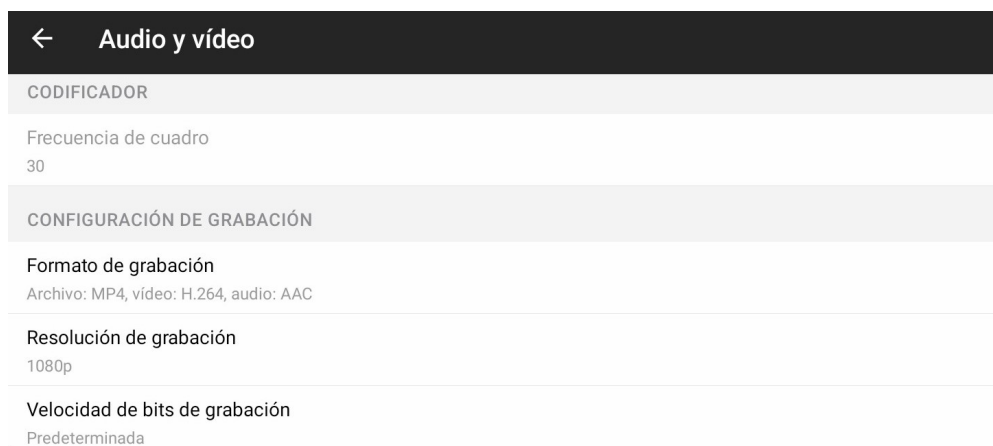 Audio y vídeo
CODIFICADOR
Frecuencia de cuadro
30
CONFIGURACIÓN DE GRABACIÓN
Formato de grabación
Archivo: MP4, vídeo: H.264, audio: AAC
Resolución de grabación
1080p
Velocidad de bits de grabación
Predeterminada